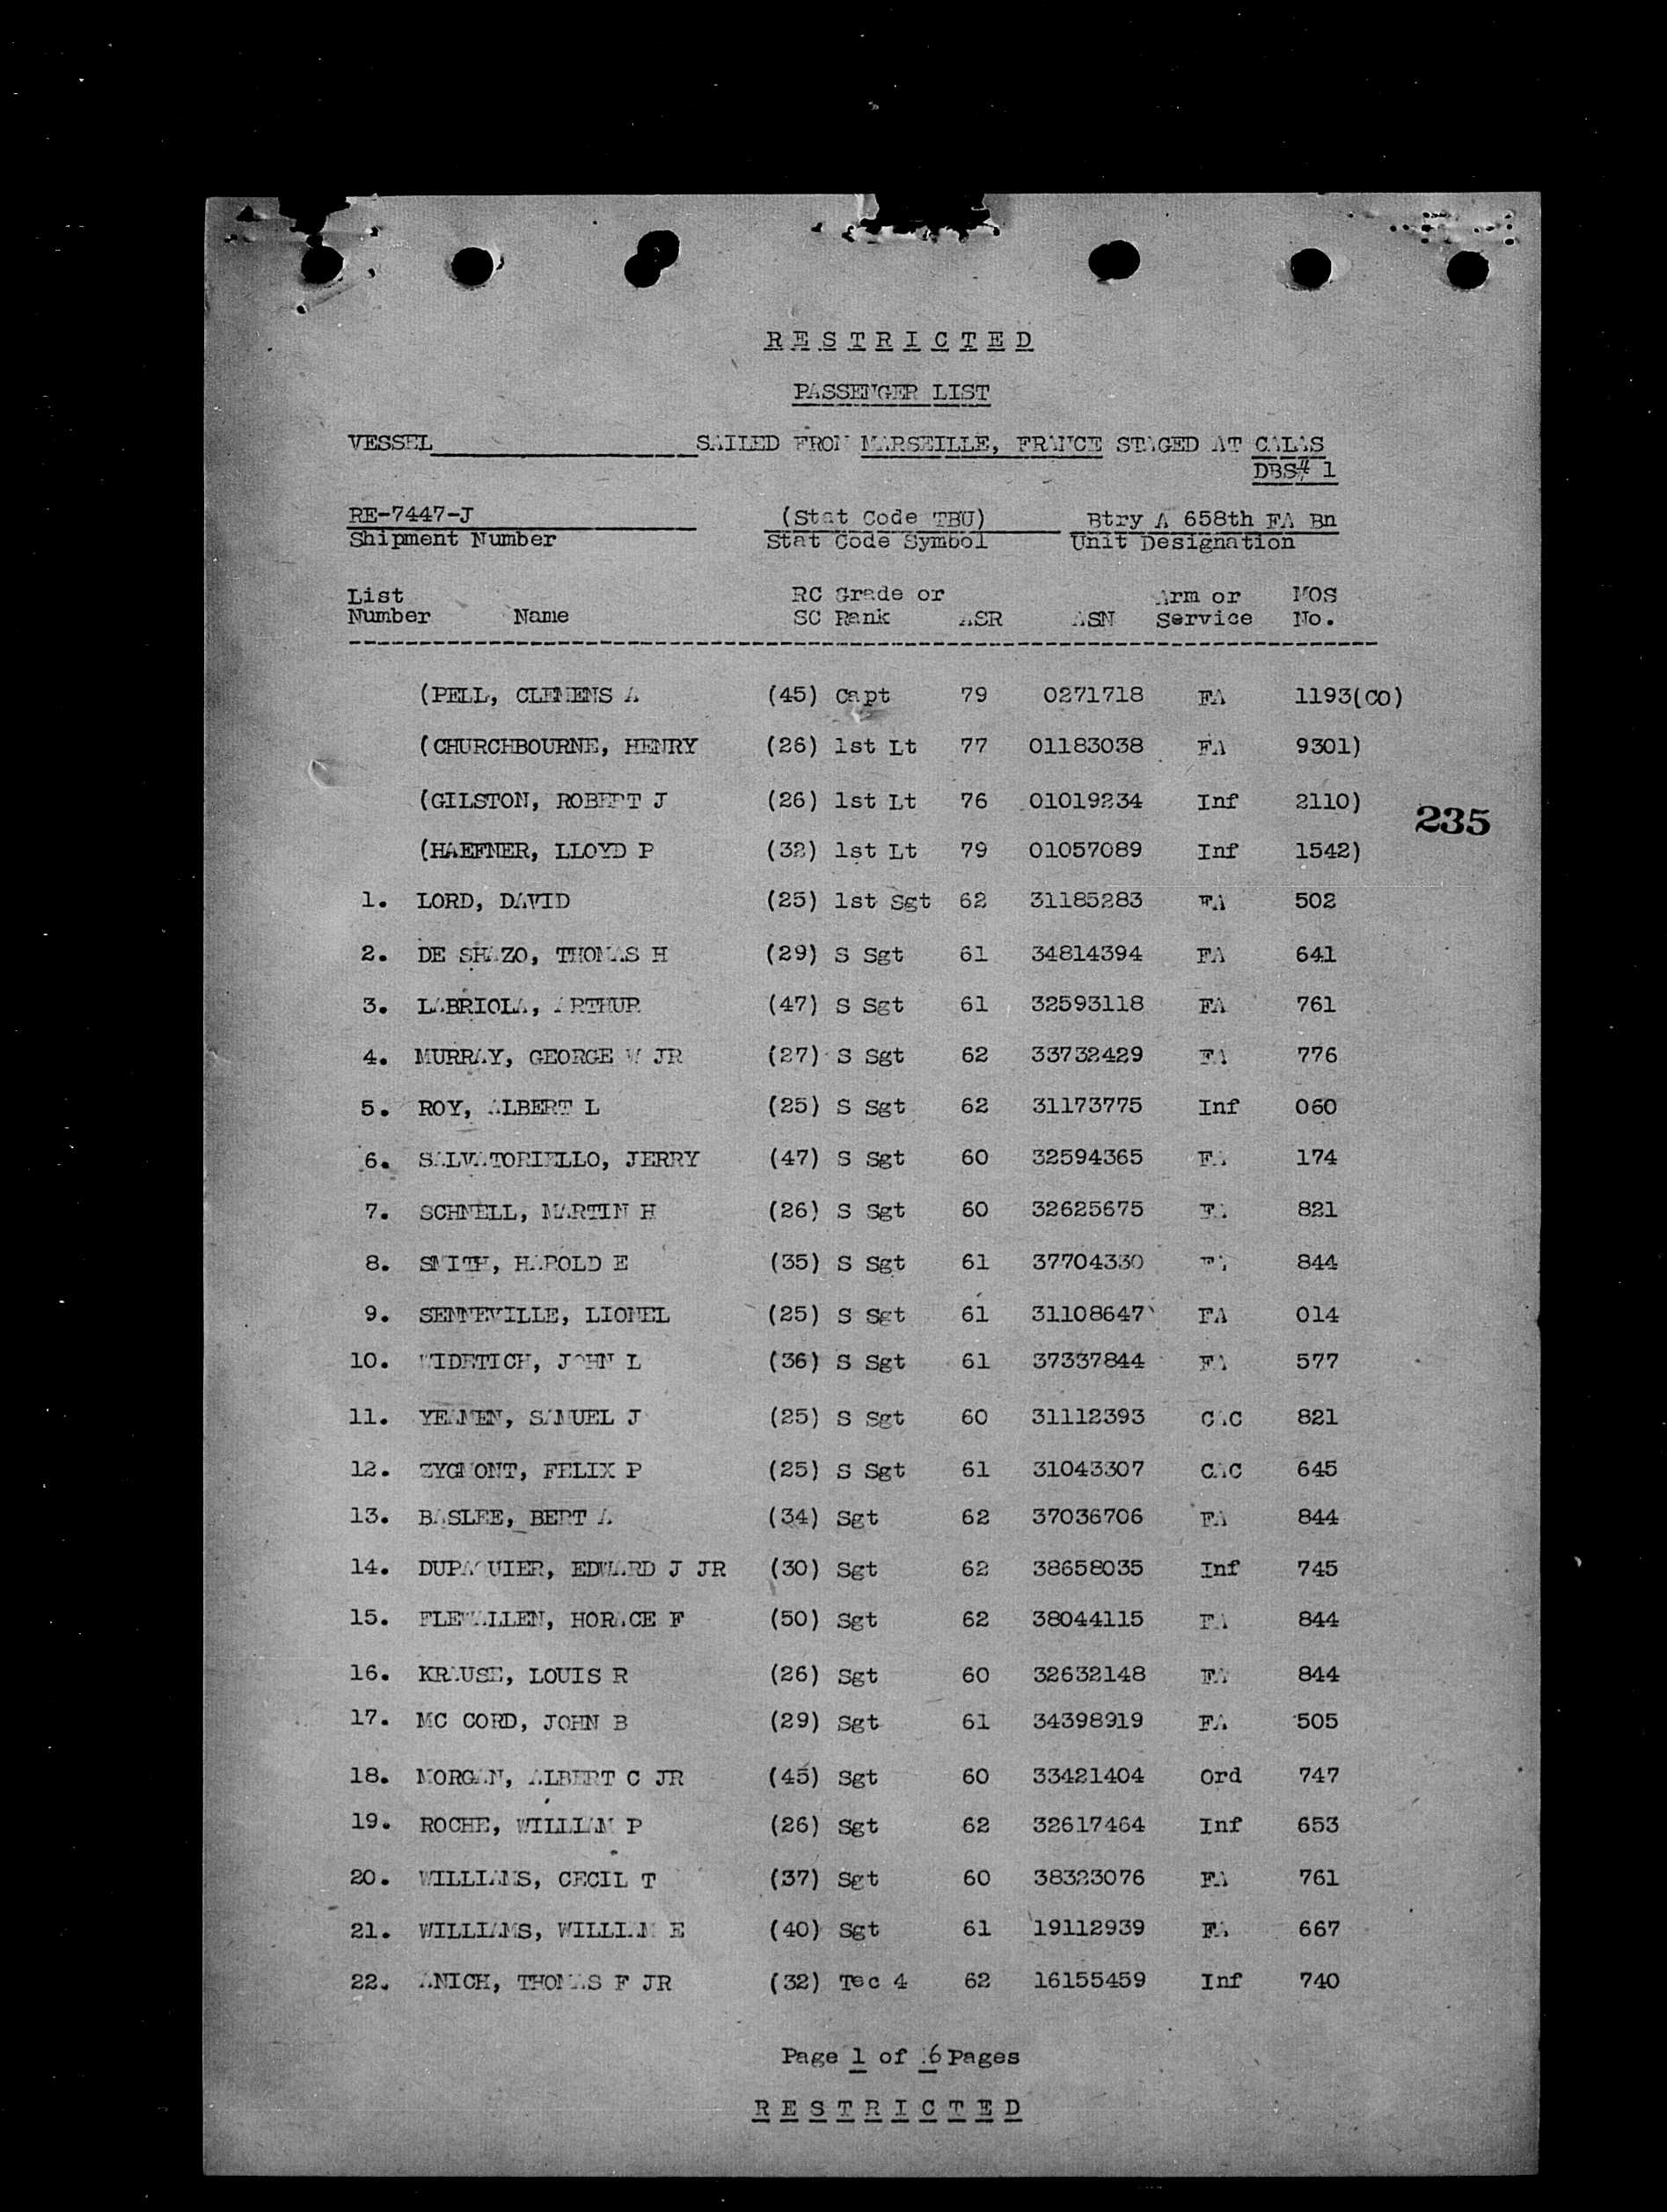 RESTRICTED
PASSENGER LIST
VESSEL SAILED FROM MARSEILLE, FRANCE STAGED AT CALAS
DBS# 1
RE-7447-J (Stat Code TBU) Btry A 658th FA Bn
Shipment Number Stat Code Symbol Unit Designation
List RC Grade or Arm or MOS
Number Name SC Rank ASR ASN Service No.
(PELL, CLEMENS A (45) Capt 79 0271718 FA 1193(CO)
(CHURCHBOURNE, HENRY (26) 1st Lt 77 01183038 FA 9301)
(GILSTON, ROBERT J (26) 1st Lt 76 01019234 Inf 2110)
235
(HAEFNER, LLOYD P (32) 1st Lt 79 01057089 Inf 1542)
1. LORD, DAVID (25) 1st Sgt 62 31185283 FA 502
2. DE SHAZO, THOMAS H (29) S Sgt 61 34814394 FA 641
3. LABRIOLA, ARTHUR (47) S Sgt 61 32593118 FA 761
4. MURRAY, GEORGE W JR (27) S Sgt 62 33732429 FA 776
5. ROY, ALBERT L (25) S Sgt 62 31173775 Inf 060
6. SALVATORIELLO, JERRY (47) S Sgt 60 32594365 FA 174
7. SCHNELL, MARTIN H (26) S Sgt 60 32625675 FA 821
8. SMITH, HAROLD E (35) S Sgt 61 37704330 FA 844
9. SENNEVILLE, LIONEL (25) S Sgt 61 31108647 FA 014
10. WIDETICH, JOHN L (36) S Sgt 61 37337844 FA 577
11. YEAMEN, SAMUEL J (25) S Sgt 60 31112393 CAC 821
12. ZYGMONT, FELIX P (25) S Sgt 61 31043307 CAC 645
13. BASLEE, BERT A (34) Sgt 62 37036706 FA 844
14. DUPAQUIER, EDWARD J JR (30) Sgt 62 38658035 Inf 745
15. FLEWALLEN, HORACE F (50) Sgt 62 38044115 FA 844
16. KRAUSE, LOUIS R (26) Sgt 60 32632148 FA 844
17. MC CORD, JOHN B (29) Sgt 61 34398919 FA 505
18. MORGAN, ALBERT C JR (45) Sgt 60 33421404 Ord 747
19. ROCHE, WILLIAM P (26) Sgt 62 32617464 Inf 653
20. WILLIAMS, CECIL T (37) Sgt 60 38323076 FA 761
21. WILLIAMS, WILLIAM E (40) Sgt 61 19112939 FA 667
22. ANICH, THOMAS F JR (32) Tec 4 62 16155459 Inf 740
Page 1 of 6 Pages
RESTRICTED